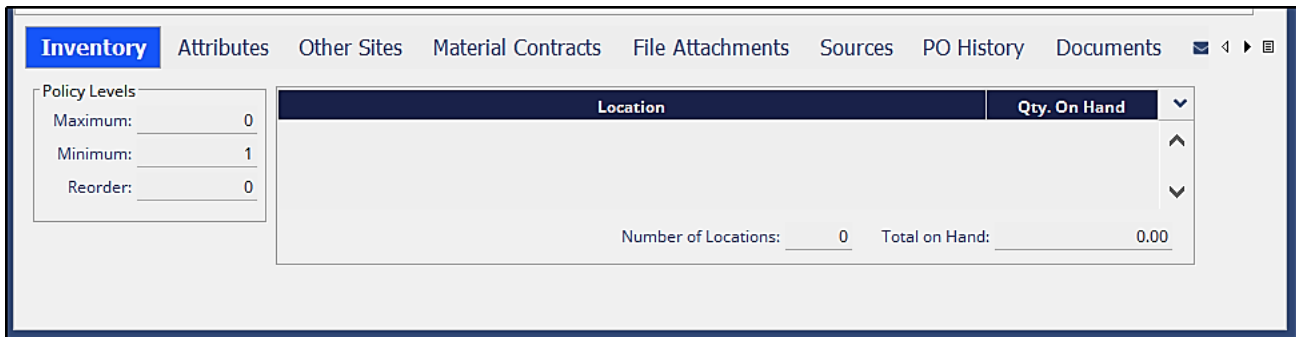 Inventory Attributes Other Sites Material Contracts File Attachments Sources PO History Documents
Policy Levels
Maximum: 0
Minimum: 1
Reorder: 0
Location Qty. On Hand
Number of Locations: 0 Total on Hand: 0.00